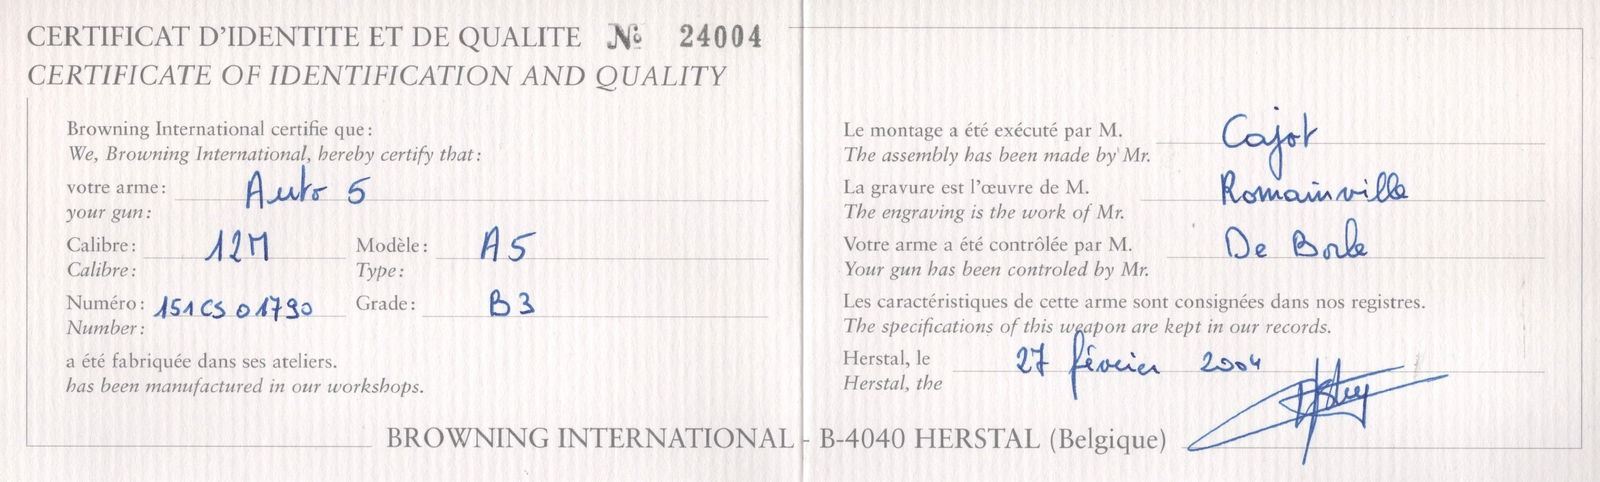 CERTIFICAT D'IDENTITE ET DE QUALITE No 24004
CERTIFICATE OF IDENTIFICATION AND QUALITY
Browning International certifie que :
We, Browning International, hereby certify that :
votre arme : Auto 5
your gun :
Calibre : 12M Modèle : A5
Calibre : Type :
Numéro : 151CS01790 Grade : B3
Number :
a été fabriquée dans ses ateliers.
has been manufactured in our workshops.
Le montage a été exécuté par M. Cajot
The assembly has been made by Mr.
La gravure est l'œuvre de M. Romainville
The engraving is the work of Mr.
Votre arme a été contrôlée par M. De Borle
Your gun has been controled by Mr.
Les caractéristiques de cette arme sont consignées dans nos registres.
The specifications of this weapon are kept in our records.
Herstal, le 27 février 2004
Herstal, the
BROWNING INTERNATIONAL - B-4040 HERSTAL (Belgique)